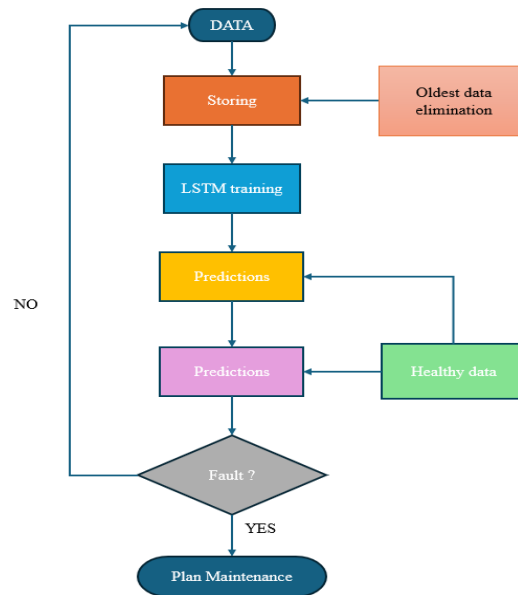 DATA
Storing
Oldest data
elimination
LSTM training
Predictions
NO
Predictions
Healthy data
Fault ?
YES
Plan Maintenance